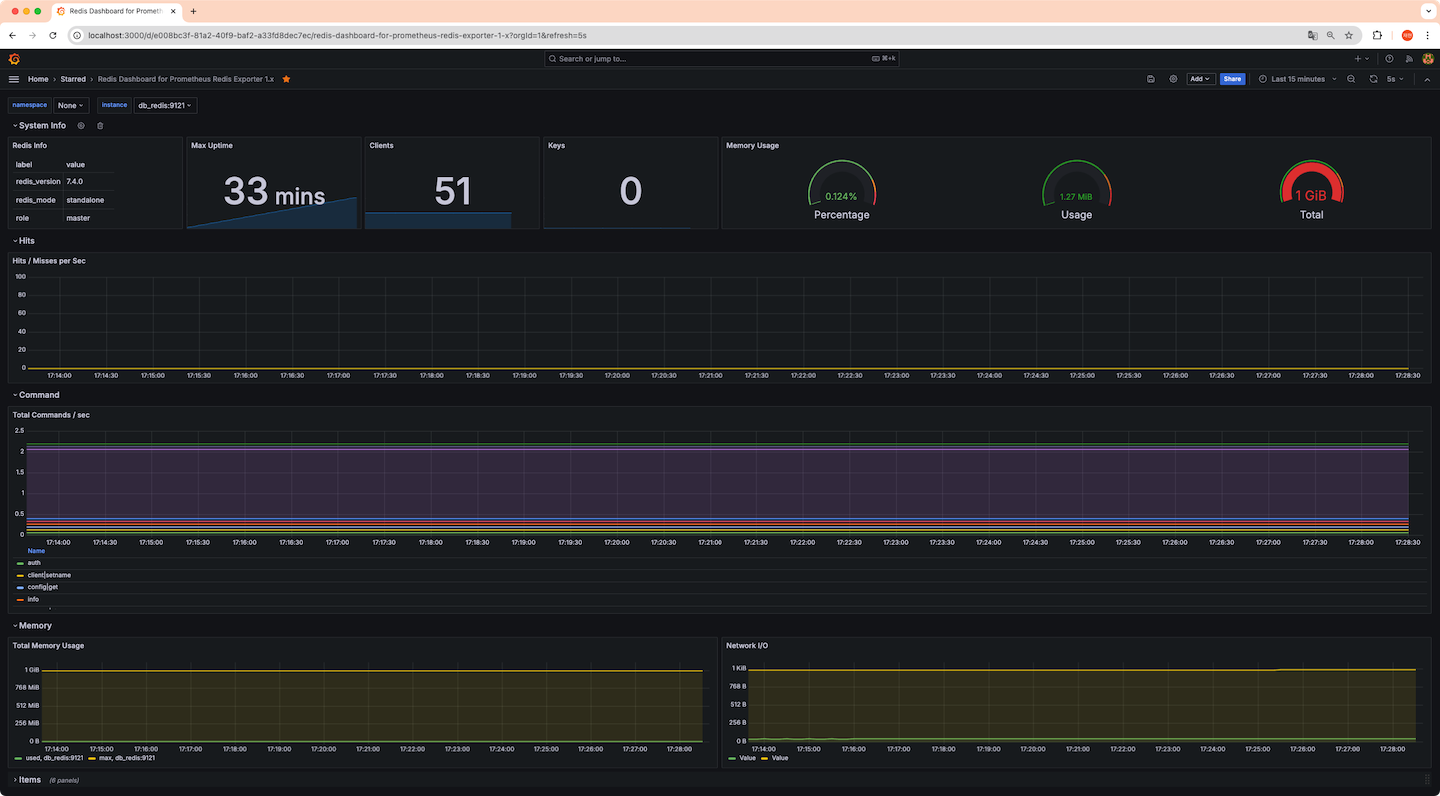 Redis Dashboard for Prometh
localhost:3000/d/e008bc3f-81a2-40f9-baf2-a33fd8dec7ec/redis-dashboard-for-prometheus-redis-exporter-1-x?orgId=1&refresh=5s
Search or jump to... ⌘+k
Home › Starred › Redis Dashboard for Prometheus Redis Exporter 1.x Add Share Last 15 minutes 5s
namespace None instance db_redis:9121
System Info
Redis Info
label value
redis_version 7.4.0
redis_mode standalone
role master
Max Uptime
33 mins
Clients
51
Keys
0
Memory Usage
0.124%
Percentage
1.27 MiB
Usage
1 GiB
Total
Hits
Hits / Misses per Sec
100
80
60
40
20
0
17:14:00 17:14:30 17:15:00 17:15:30 17:16:00 17:16:30 17:17:00 17:17:30 17:18:00 17:18:30 17:19:00 17:19:30 17:20:00 17:20:30 17:21:00 17:21:30 17:22:00 17:22:30 17:23:00 17:23:30 17:24:00 17:24:30 17:25:00 17:25:30 17:26:00 17:26:30 17:27:00 17:27:30 17:28:00 17:28:30
Command
Total Commands / sec
2.5
2
1.5
1
0.5
0
17:14:00 17:14:30 17:15:00 17:15:30 17:16:00 17:16:30 17:17:00 17:17:30 17:18:00 17:18:30 17:19:00 17:19:30 17:20:00 17:20:30 17:21:00 17:21:30 17:22:00 17:22:30 17:23:00 17:23:30 17:24:00 17:24:30 17:25:00 17:25:30 17:26:00 17:26:30 17:27:00 17:27:30 17:28:00 17:28:30
Name
auth
client|setname
config|get
info
Memory
Total Memory Usage
1 GiB
768 MiB
512 MiB
256 MiB
0 B
17:14:00 17:15:00 17:16:00 17:17:00 17:18:00 17:19:00 17:20:00 17:21:00 17:22:00 17:23:00 17:24:00 17:25:00 17:26:00 17:27:00 17:28:00
used, db_redis:9121 max, db_redis:9121
Network I/O
1 KiB
768 B
512 B
256 B
0 B
17:14:00 17:15:00 17:16:00 17:17:00 17:18:00 17:19:00 17:20:00 17:21:00 17:22:00 17:23:00 17:24:00 17:25:00 17:26:00 17:27:00 17:28:00
Value Value
Items (6 panels)